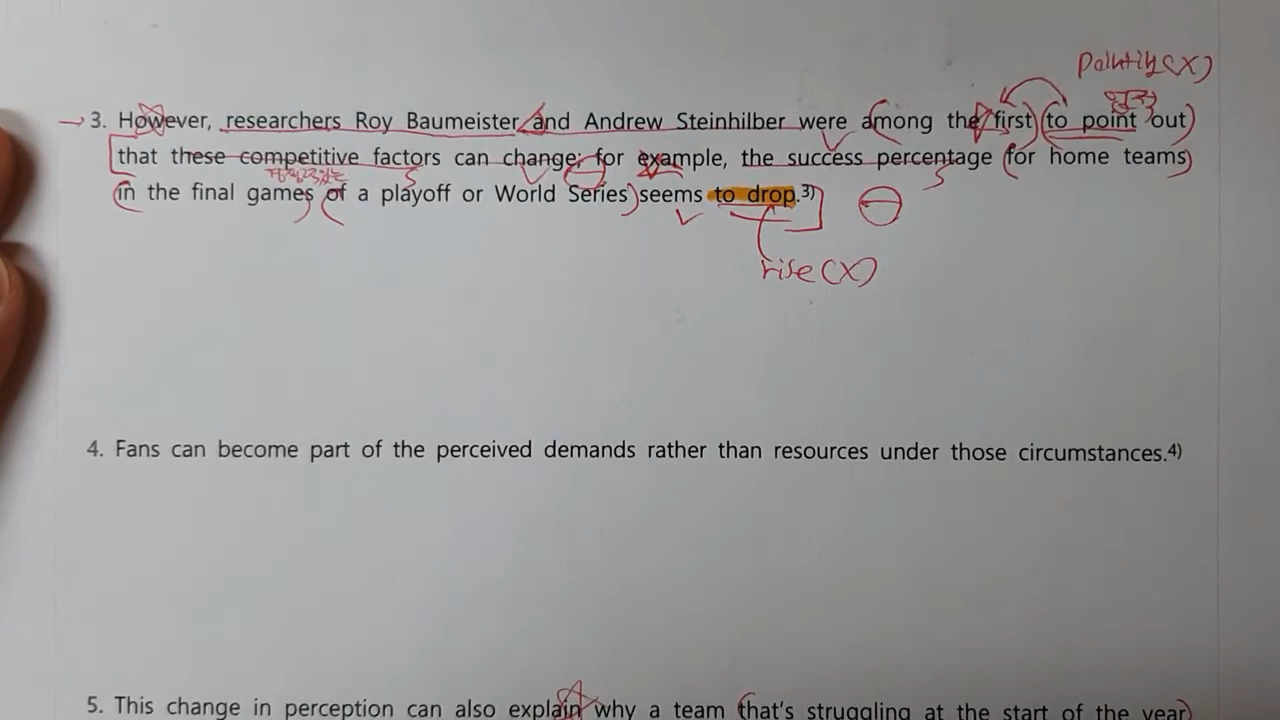 pointing(X)
3. However, researchers Roy Baumeister and Andrew Steinhilber were among the first to point out
that these competitive factors can change; for example, the success percentage for home teams
in the final games of a playoff or World Series seems to drop.3)
rise(X)
4. Fans can become part of the perceived demands rather than resources under those circumstances.4)
5. This change in perception can also explain why a team that's struggling at the start of the year